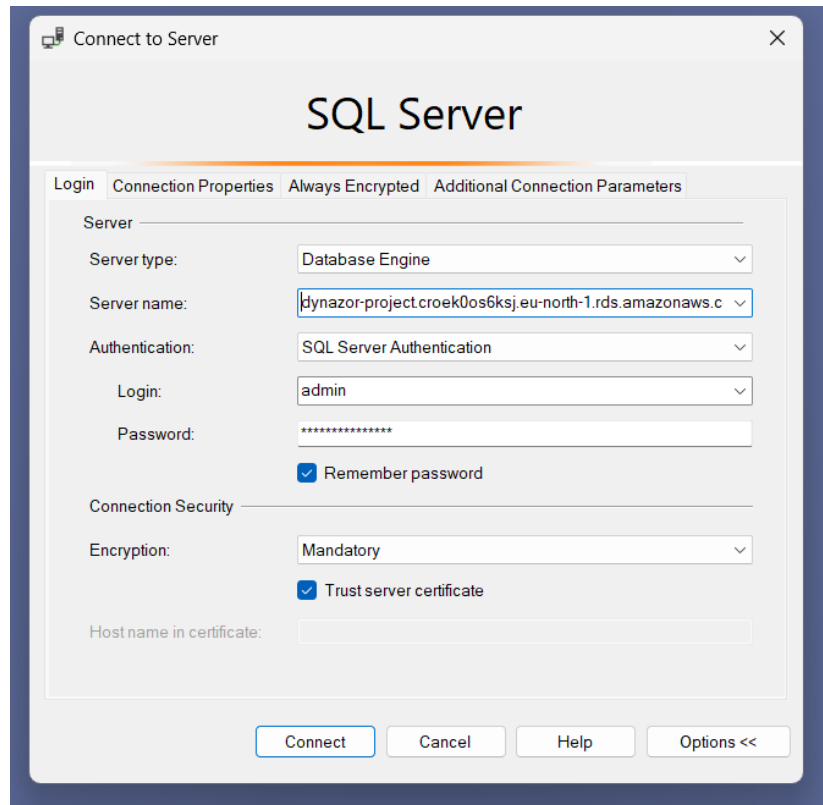 Connect to Server
SQL Server
Login Connection Properties Always Encrypted Additional Connection Parameters
Server
Server type: Database Engine
Server name: dynazor-project.croek0os6ksj.eu-north-1.rds.amazonaws.c
Authentication: SQL Server Authentication
Login: admin
Password: ***************
Remember password
Connection Security
Encryption: Mandatory
Trust server certificate
Host name in certificate:
Connect Cancel Help Options <<